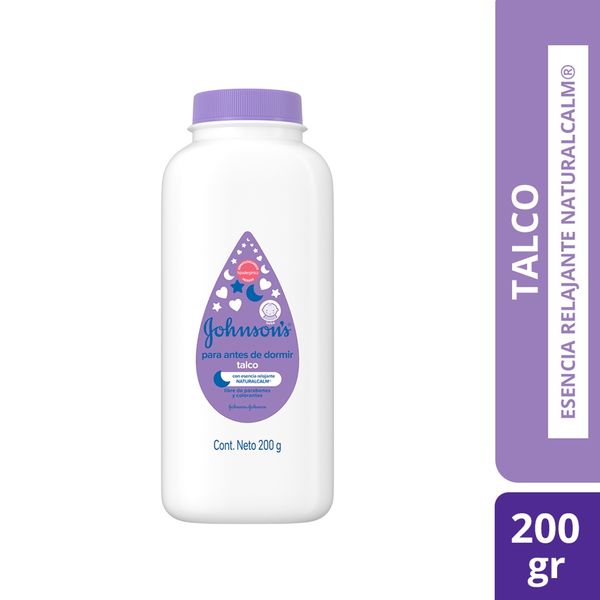 hipoalergénico
Johnson's®
para antes de dormir
talco
con esencia relajante
NATURALCALM®
libre de parabenos
y colorantes
Johnson & Johnson
Cont. Neto 200 g
TALCO
ESENCIA RELAJANTE NATURALCALM®
200
gr